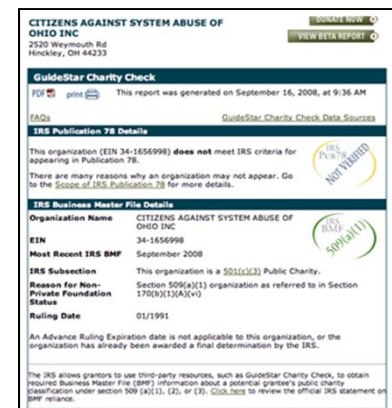 CITIZENS AGAINST SYSTEM ABUSE OF
OHIO INC
2520 Weymouth Rd
Hinckley, OH 44233
DONATE NOW
VIEW BETA REPORT
GuideStar Charity Check
PDF print This report was generated on September 16, 2008, at 9:36 AM
FAQs GuideStar Charity Check Data Sources
IRS Publication 78 Details
This organization (EIN 34-1656998) does not meet IRS criteria for
appearing in Publication 78.
There are many reasons why an organization may not appear. Go
to the Scope of IRS Publication 78 for more details.
IRS
PUB78
NOT VERIFIED
IRS Business Master File Details
Organization Name CITIZENS AGAINST SYSTEM ABUSE OF
OHIO INC
EIN 34-1656998
Most Recent IRS BMF September 2008
IRS Subsection This organization is a 501(c)(3) Public Charity.
Reason for Non-
Private Foundation
Status
Section 509(a)(1) organization as referred to in Section
170(b)(1)(A)(vi)
Ruling Date 01/1991
IRS
BMF
509(a)(1)
An Advance Ruling Expiration date is not applicable to this organization, or the
organization has already been awarded a final determination by the IRS.
The IRS allows grantors to use third-party resources, such as GuideStar Charity Check, to obtain
required Business Master File (BMF) information about a potential grantee's public charity
classification under section 509 (a)(1), (2), or (3). Click here to review the official IRS statement on
BMF reliance.